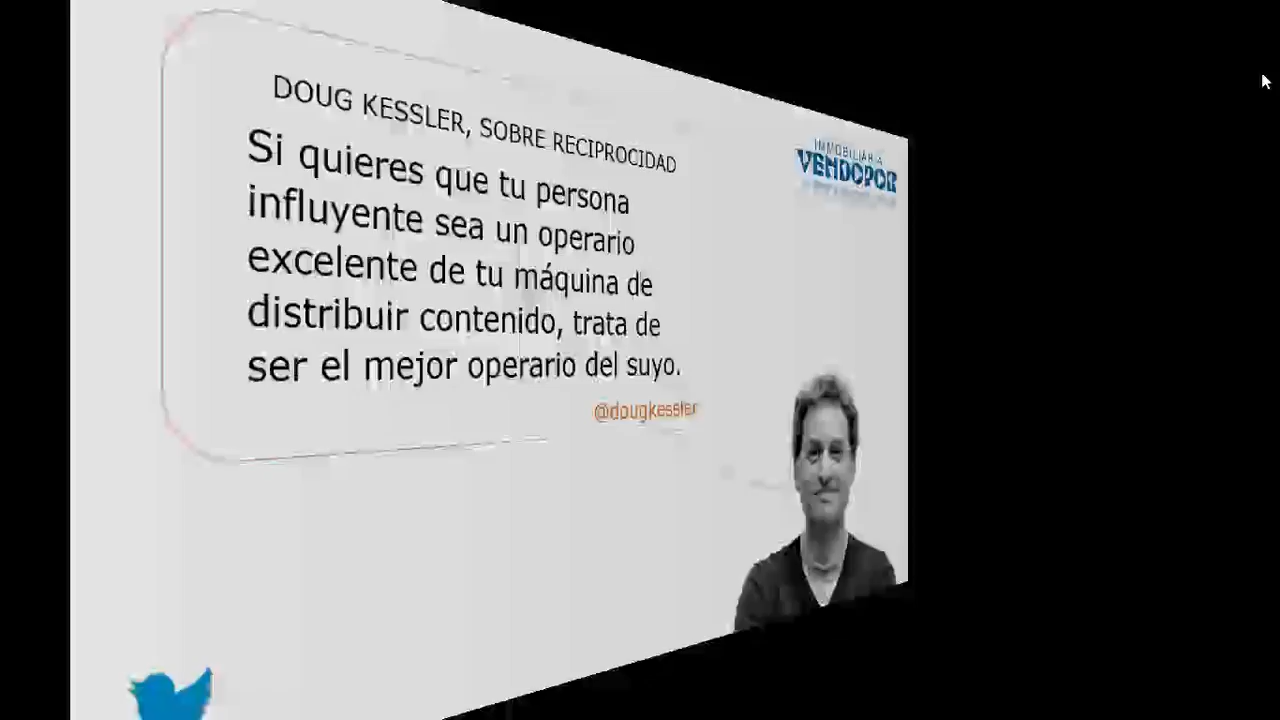 DOUG KESSLER, SOBRE RECIPROCIDAD
Si quieres que tu persona
influyente sea un operario
excelente de tu máquina de
distribuir contenido, trata de
ser el mejor operario del suyo.
@dougkessler
INMOBILIARIA
VENDOPOR